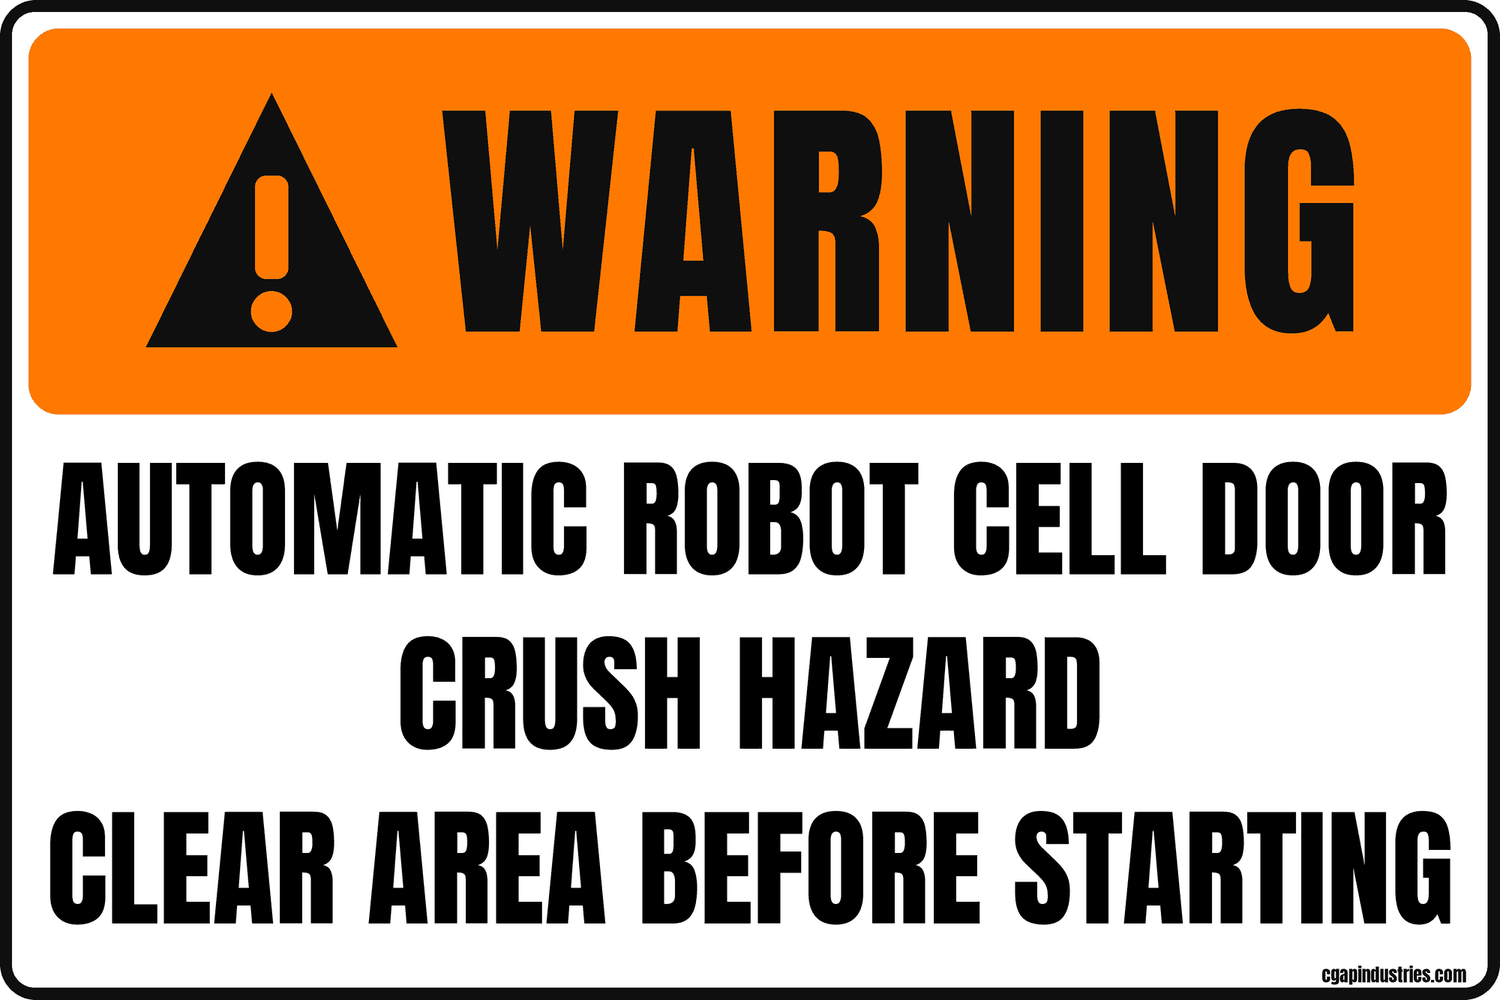 WARNING
AUTOMATIC ROBOT CELL DOOR
CRUSH HAZARD
CLEAR AREA BEFORE STARTING
cgapindustries.com